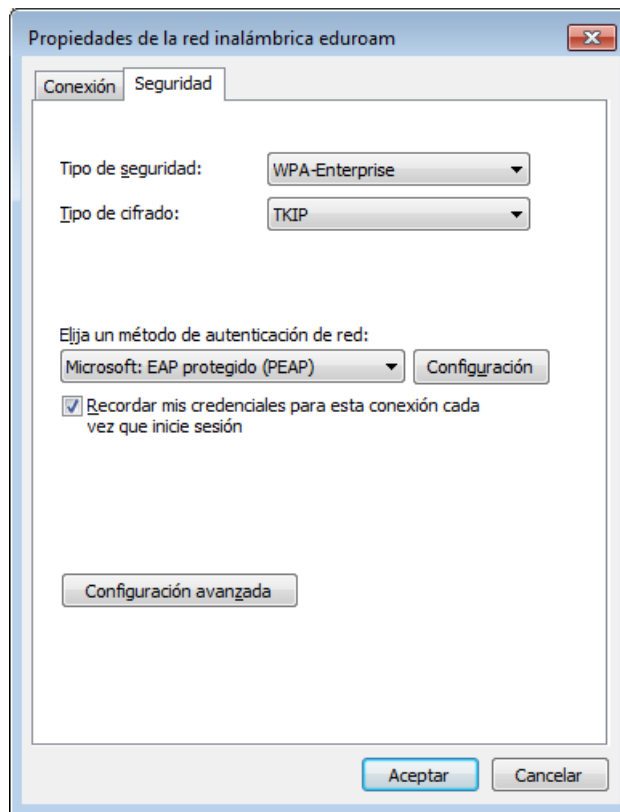 Propiedades de la red inalámbrica eduroam
Conexión
Seguridad
Tipo de seguridad:
WPA-Enterprise
Tipo de cifrado:
TKIP
Elija un método de autenticación de red:
Microsoft: EAP protegido (PEAP)
Configuración
Recordar mis credenciales para esta conexión cada
vez que inicie sesión
Configuración avanzada
Aceptar
Cancelar